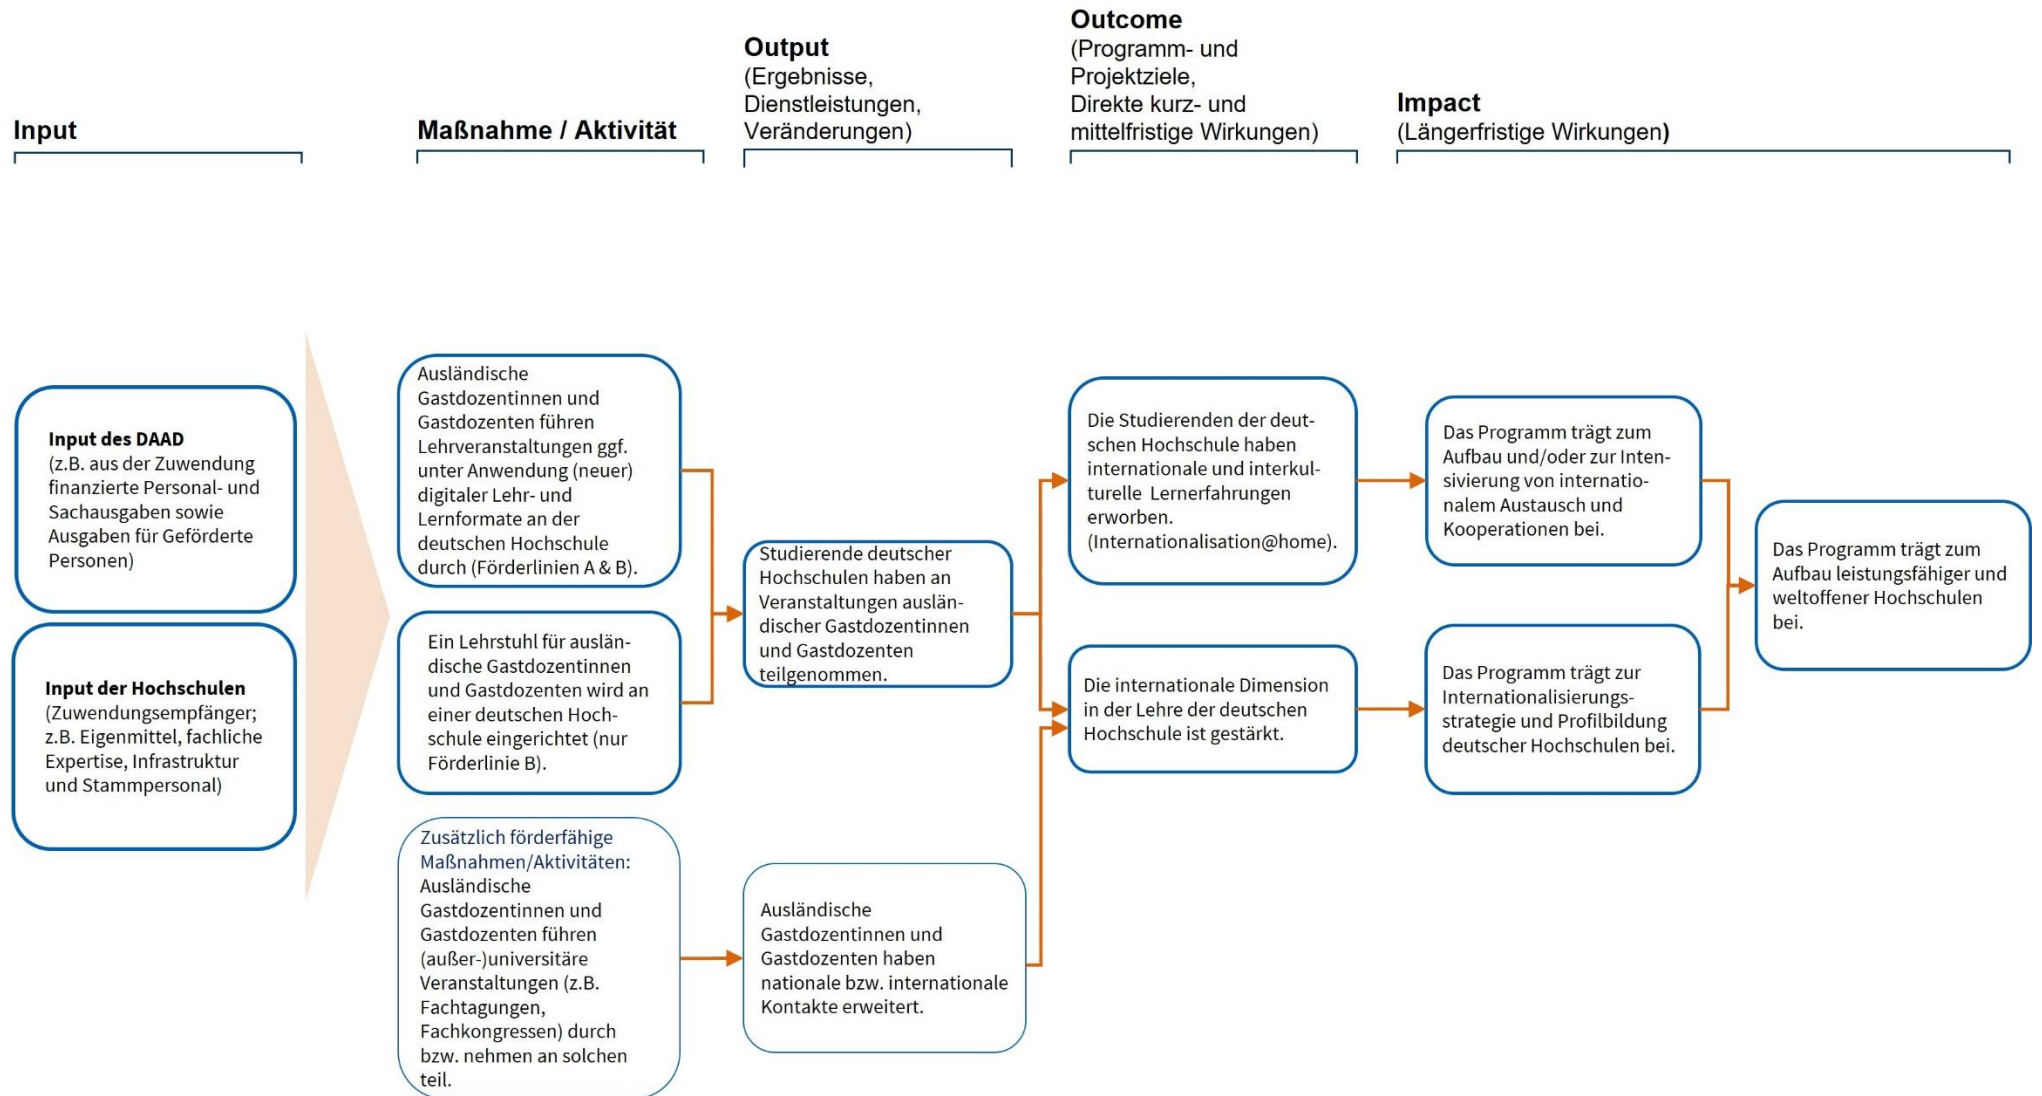 Input
Maßnahme / Aktivität
Output
(Ergebnisse,
Dienstleistungen,
Veränderungen)
Outcome
(Programm- und
Projektziele,
Direkte kurz- und
mittelfristige Wirkungen)
Impact
(Längerfristige Wirkungen)
Input des DAAD
(z.B. aus der Zuwendung
finanzierte Personal- und
Sachausgaben sowie
Ausgaben für Geförderte
Personen)
Input der Hochschulen
(Zuwendungsempfänger;
z.B. Eigenmittel, fachliche
Expertise, Infrastruktur
und Stammpersonal)
Ausländische
Gastdozentinnen und
Gastdozenten führen
Lehrveranstaltungen ggf.
unter Anwendung (neuer)
digitaler Lehr- und
Lernformate an der
deutschen Hochschule
durch (Förderlinien A & B).
Ein Lehrstuhl für auslän-
dische Gastdozentinnen
und Gastdozenten wird an
einer deutschen Hoch-
schule eingerichtet (nur
Förderlinie B).
Zusätzlich förderfähige
Maßnahmen/Aktivitäten:
Ausländische
Gastdozentinnen und
Gastdozenten führen
(außer-)universitäre
Veranstaltungen (z.B.
Fachtagungen,
Fachkongressen) durch
bzw. nehmen an solchen
teil.
Studierende deutscher
Hochschulen haben an
Veranstaltungen auslän-
discher Gastdozentinnen
und Gastdozenten
teilgenommen.
Ausländische
Gastdozentinnen und
Gastdozenten haben
nationale bzw. internationale
Kontakte erweitert.
Die Studierenden der deut-
schen Hochschule haben
internationale und interkul-
turelle  Lernerfahrungen
erworben.
(Internationalisation@home).
Die internationale Dimension
in der Lehre der deutschen
Hochschule ist gestärkt.
Das Programm trägt zum
Aufbau und/oder zur Inten-
sivierung von internatio-
nalem Austausch und
Kooperationen bei.
Das Programm trägt zur
Internationalisierungs-
strategie und Profilbildung
deutscher Hochschulen bei.
Das Programm trägt zum
Aufbau leistungsfähiger und
weltoffener Hochschulen
bei.